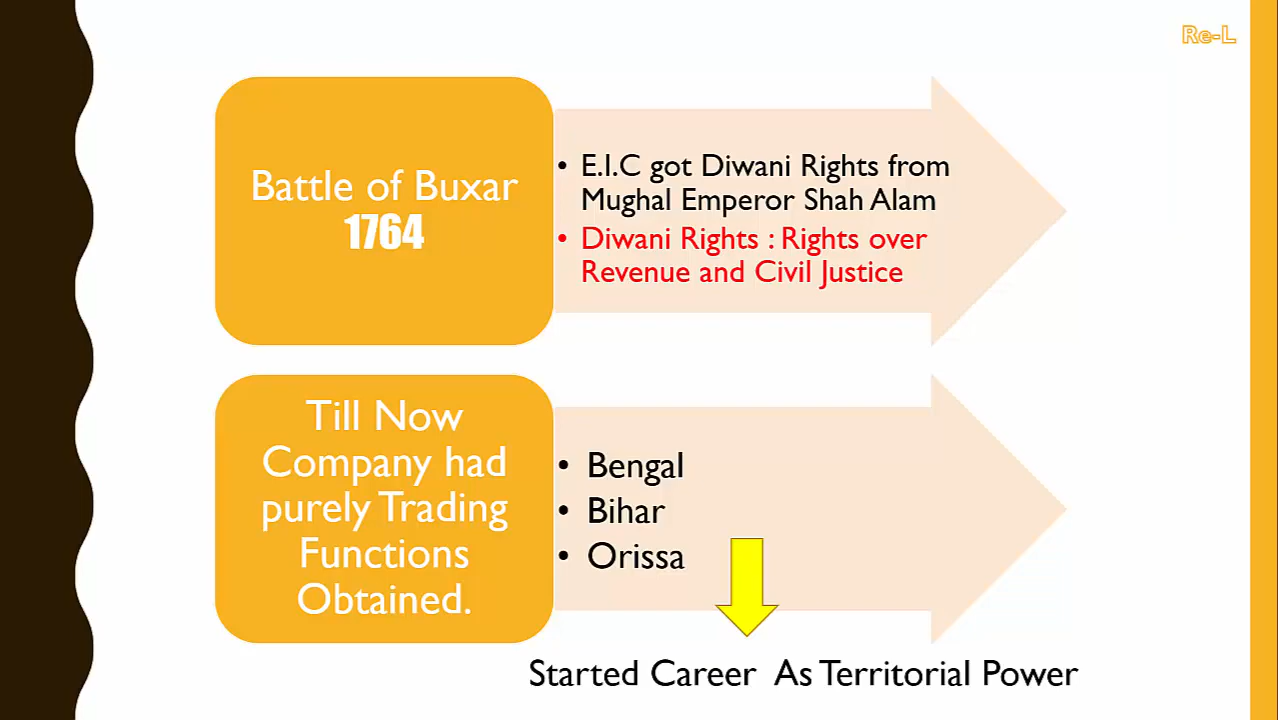 Re-L
Battle of Buxar
1764
• E.I.C got Diwani Rights from
Mughal Emperor Shah Alam
• Diwani Rights : Rights over
Revenue and Civil Justice
Till Now
Company had
purely Trading
Functions
Obtained.
• Bengal
• Bihar
• Orissa
Started Career As Territorial Power